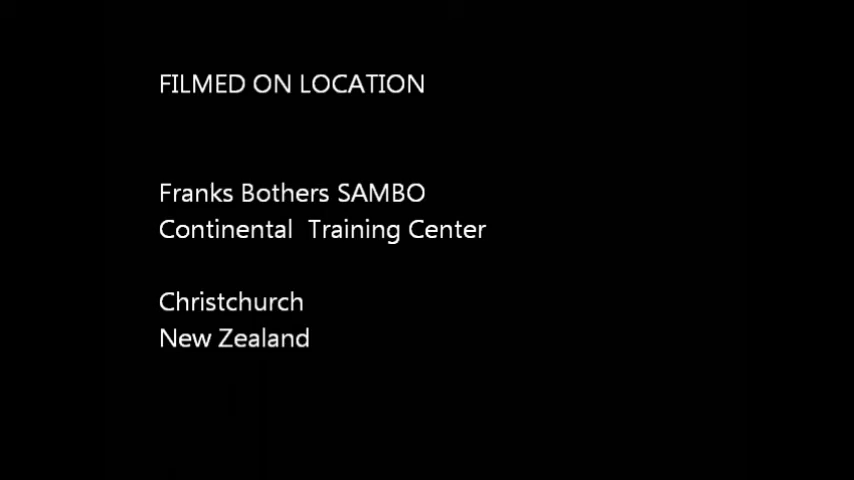 FILMED ON LOCATION
Franks Bothers SAMBO
Continental  Training Center
Christchurch
New Zealand